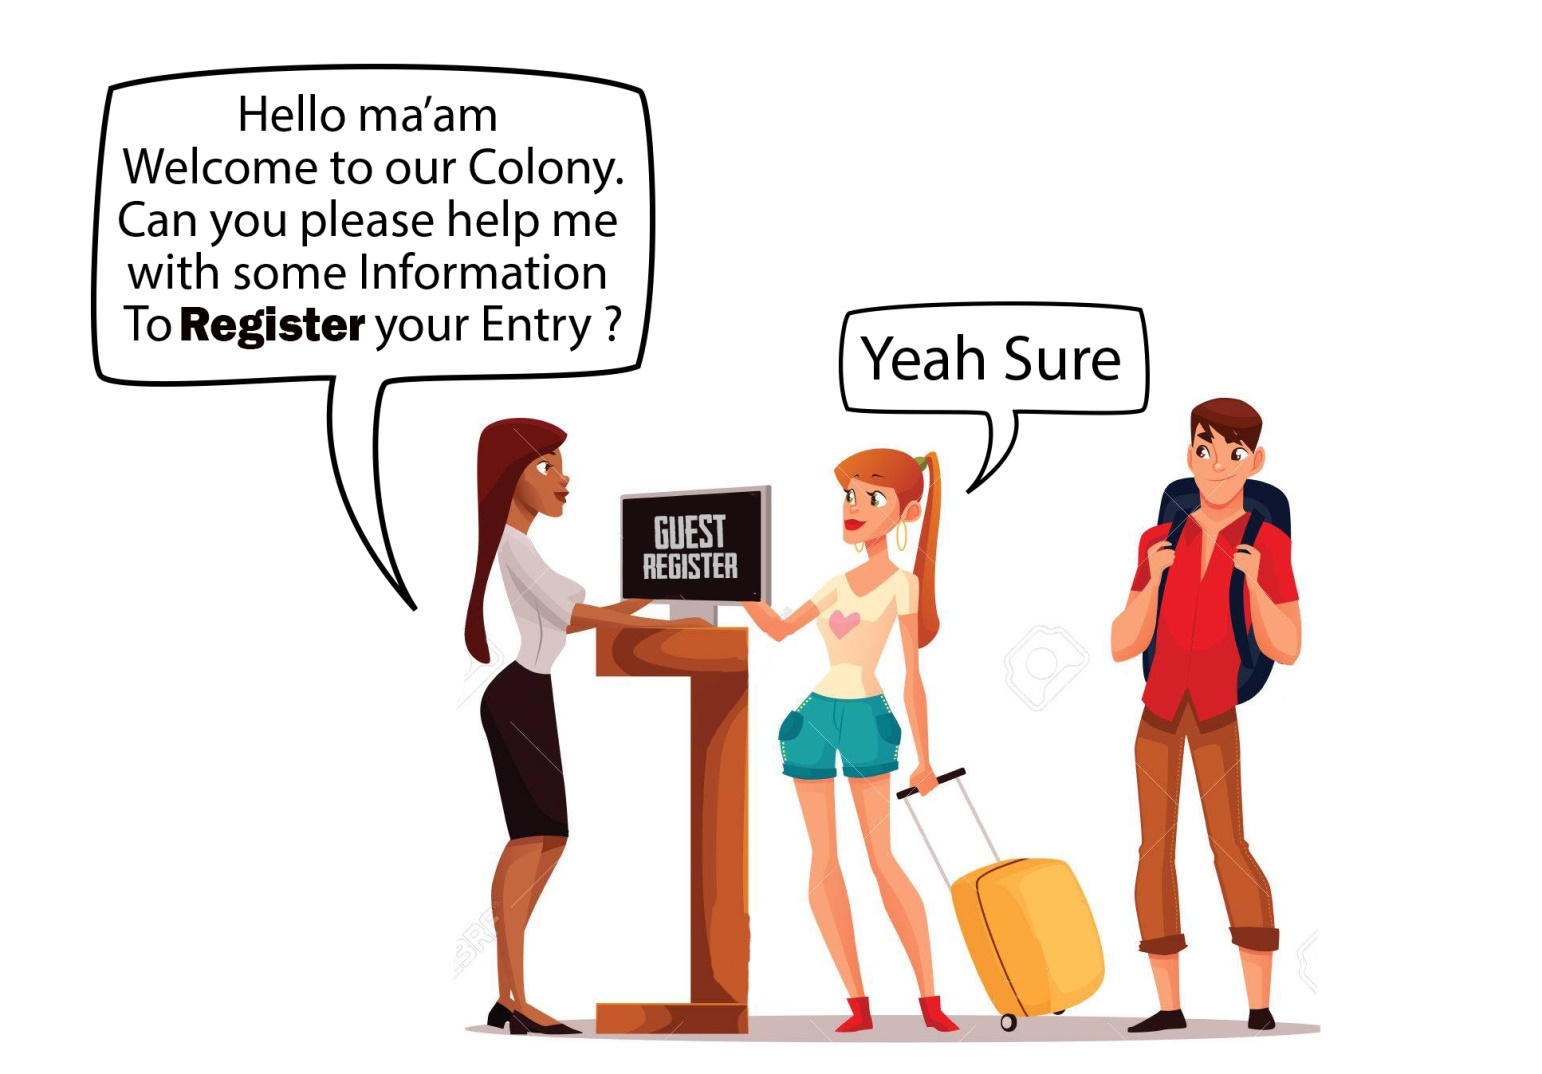 Hello ma’am
Welcome to our Colony.
Can you please help me
with some Information
To Register your Entry ?
Yeah Sure
GUEST
REGISTER